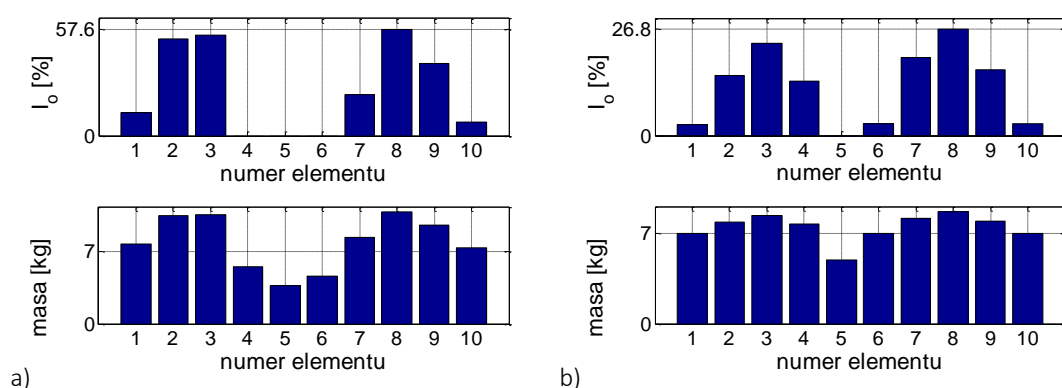 57.6
I_o [%]
0
1 2 3 4 5 6 7 8 9 10
numer elementu
7
masa [kg]
0
1 2 3 4 5 6 7 8 9 10
numer elementu
a)
26.8
I_o [%]
0
1 2 3 4 5 6 7 8 9 10
numer elementu
7
masa [kg]
0
1 2 3 4 5 6 7 8 9 10
numer elementu
b)